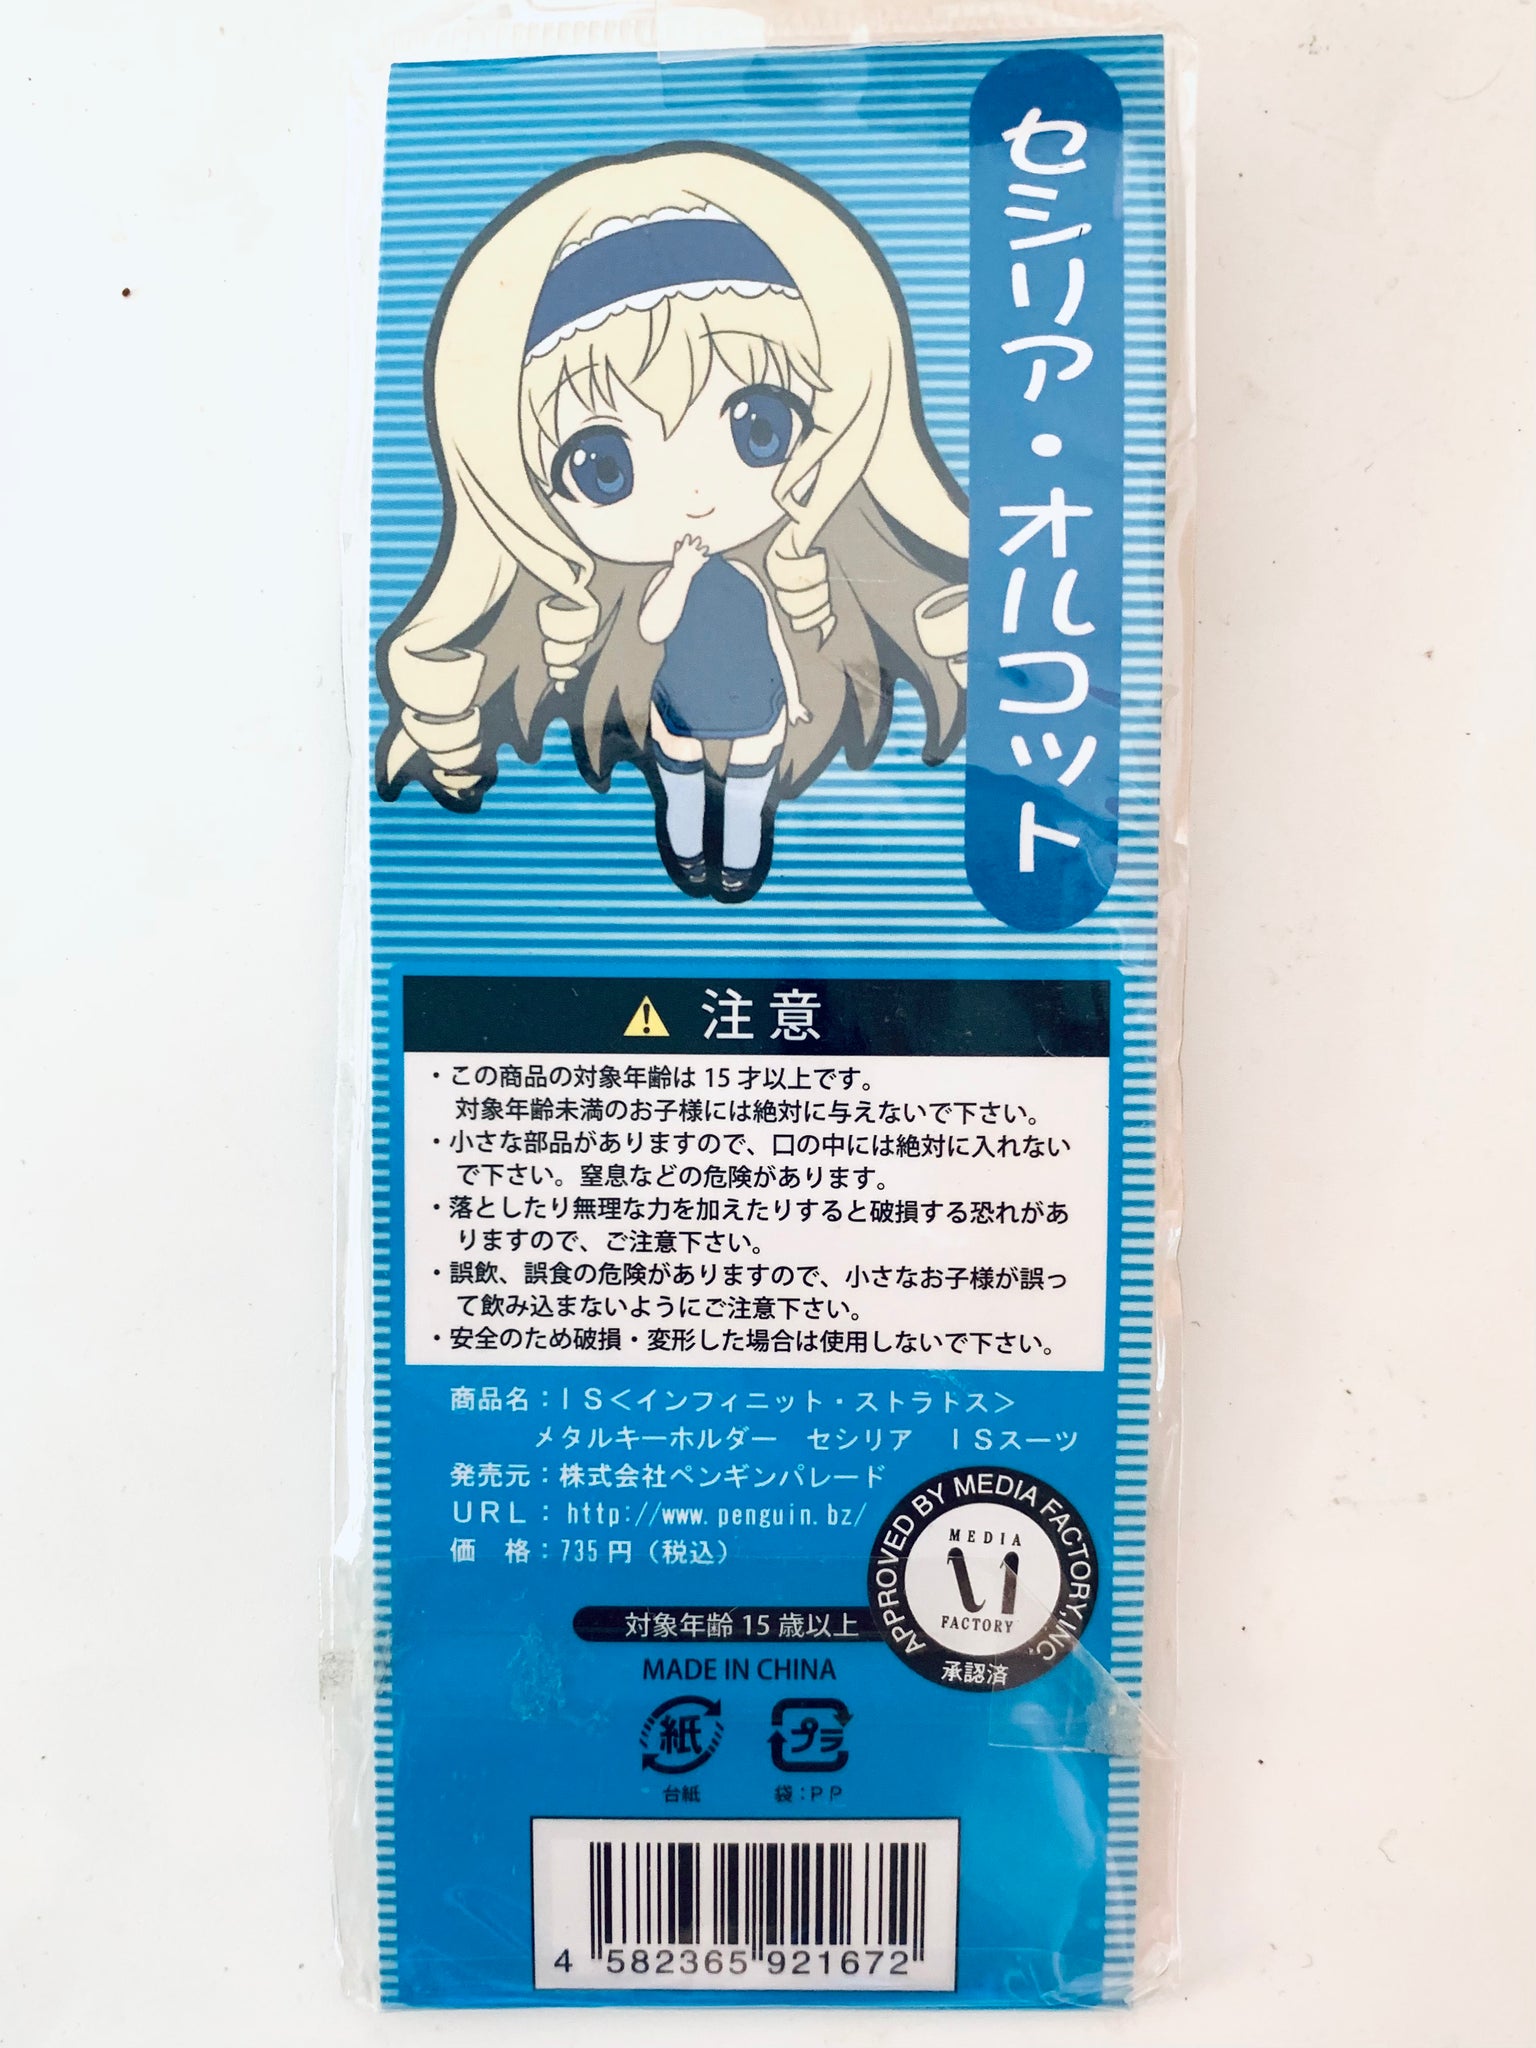 セシリア・オルコット
注意
・この商品の対象年齢は15才以上です。
対象年齢未満のお子様には絶対に与えないで下さい。
・小さな部品がありますので、口の中には絶対に入れない
で下さい。窒息などの危険があります。
・落としたり無理な力を加えたりすると破損する恐れがあ
りますので、ご注意下さい。
・誤飲、誤食の危険がありますので、小さなお子様が誤っ
て飲み込まないようにご注意下さい。
・安全のため破損・変形した場合は使用しないで下さい。
商品名：ＩＳ＜インフィニット・ストラトス＞
メタルキーホルダー　セシリア　ＩＳスーツ
発売元：株式会社ペンギンパレード
ＵＲＬ：http://www.penguin.bz/
価　格：735円（税込）
APPROVED BY MEDIA FACTORY,INC.
MEDIA
FACTORY
承認済
対象年齢15歳以上
MADE IN CHINA
紙
プラ
台紙
袋：ＰＰ
4 582365 921672